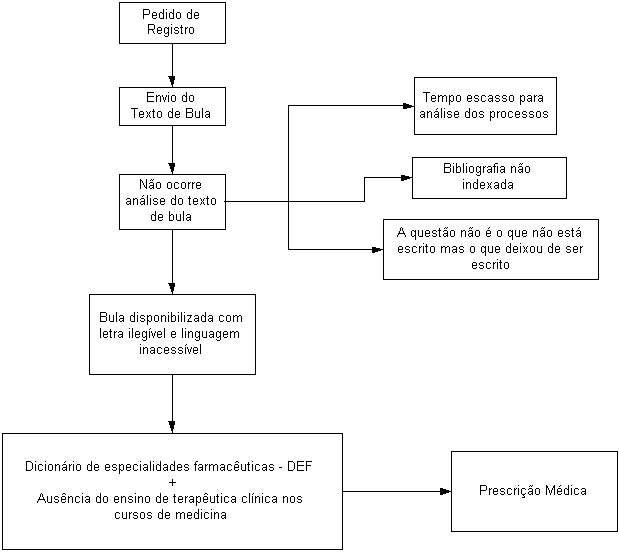 Pedido de
Registro
Envio do
Texto de Bula
Tempo escasso para
análise dos processos
Não ocorre
análise do texto
de bula
Bibliografia não
indexada
A questão não é o que não está
escrito mas o que deixou de ser
escrito
Bula disponibilizada com
letra ilegível e linguagem
inacessível
Dicionário de especialidades farmacêuticas - DEF
+
Ausência do ensino de terapêutica clínica nos
cursos de medicina
Prescrição Médica